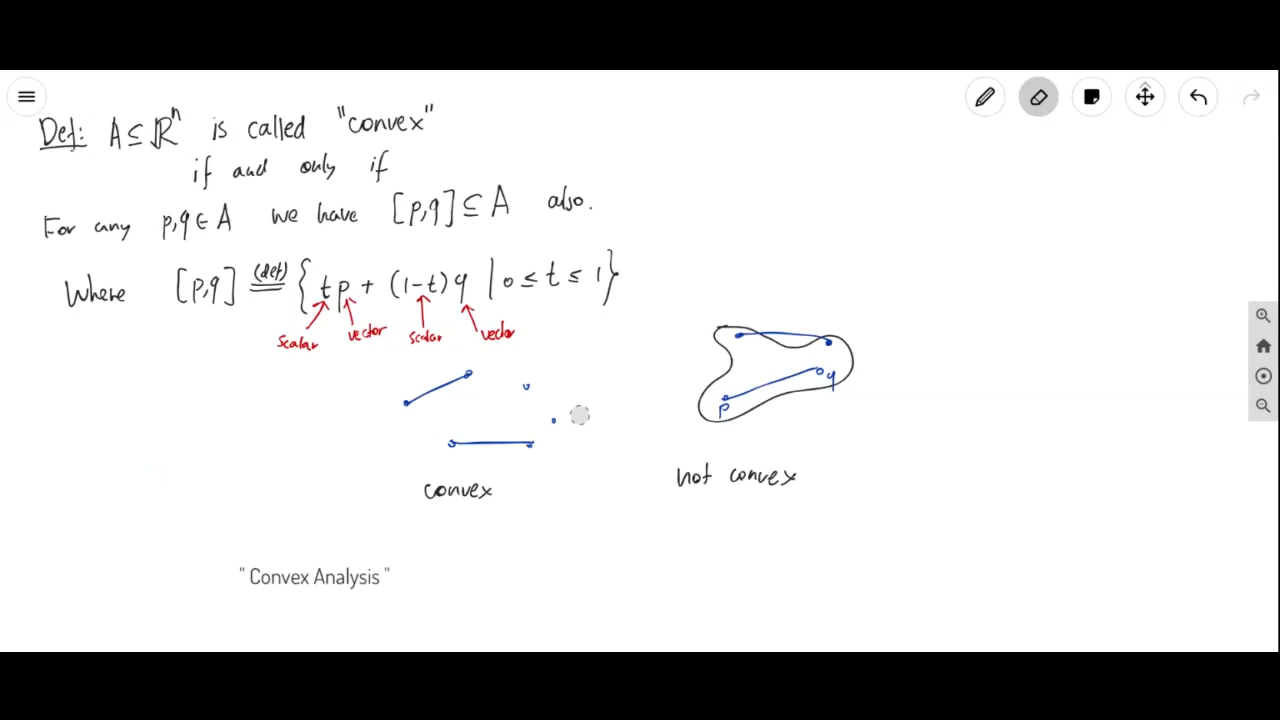 Def: A ⊆ ℝⁿ is called "convex"
if and only if
For any p,q ∈ A we have [p,q] ⊆ A also.
Where [p,q] (def) = { t p + (1-t) q | 0 ≤ t ≤ 1 }
scalar vector scalar vector
p q
convex not convex
" Convex Analysis "